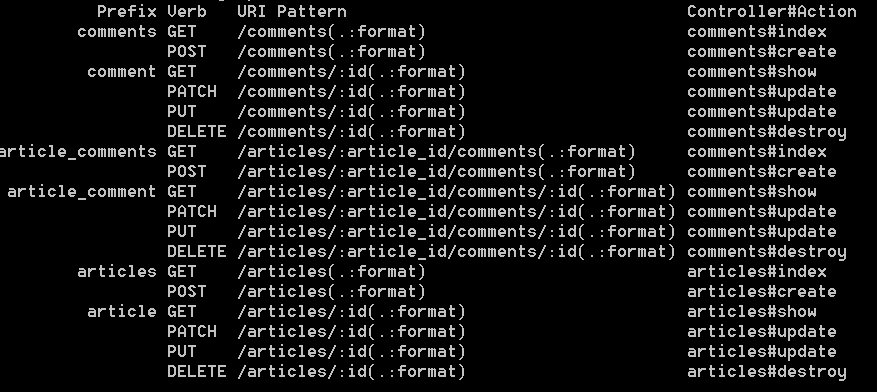 Prefix Verb URI Pattern Controller#Action
comments GET /comments(.:format) comments#index
POST /comments(.:format) comments#create
comment GET /comments/:id(.:format) comments#show
PATCH /comments/:id(.:format) comments#update
PUT /comments/:id(.:format) comments#update
DELETE /comments/:id(.:format) comments#destroy
article_comments GET /articles/:article_id/comments(.:format) comments#index
POST /articles/:article_id/comments(.:format) comments#create
article_comment GET /articles/:article_id/comments/:id(.:format) comments#show
PATCH /articles/:article_id/comments/:id(.:format) comments#update
PUT /articles/:article_id/comments/:id(.:format) comments#update
DELETE /articles/:article_id/comments/:id(.:format) comments#destroy
articles GET /articles(.:format) articles#index
POST /articles(.:format) articles#create
article GET /articles/:id(.:format) articles#show
PATCH /articles/:id(.:format) articles#update
PUT /articles/:id(.:format) articles#update
DELETE /articles/:id(.:format) articles#destroy